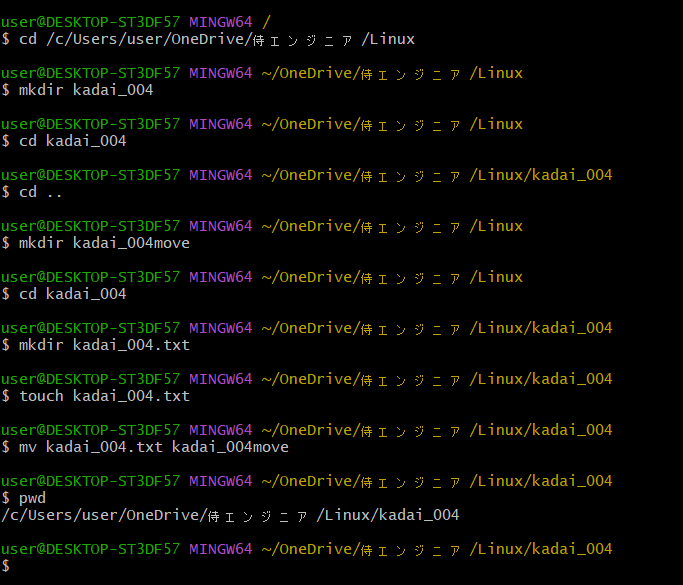 user@DESKTOP-ST3DF57 MINGW64 /
$ cd /c/Users/user/OneDrive/侍エンジニア/Linux
user@DESKTOP-ST3DF57 MINGW64 ~/OneDrive/侍エンジニア/Linux
$ mkdir kadai_004
user@DESKTOP-ST3DF57 MINGW64 ~/OneDrive/侍エンジニア/Linux
$ cd kadai_004
user@DESKTOP-ST3DF57 MINGW64 ~/OneDrive/侍エンジニア/Linux/kadai_004
$ cd ..
user@DESKTOP-ST3DF57 MINGW64 ~/OneDrive/侍エンジニア/Linux
$ mkdir kadai_004move
user@DESKTOP-ST3DF57 MINGW64 ~/OneDrive/侍エンジニア/Linux
$ cd kadai_004
user@DESKTOP-ST3DF57 MINGW64 ~/OneDrive/侍エンジニア/Linux/kadai_004
$ mkdir kadai_004.txt
user@DESKTOP-ST3DF57 MINGW64 ~/OneDrive/侍エンジニア/Linux/kadai_004
$ touch kadai_004.txt
user@DESKTOP-ST3DF57 MINGW64 ~/OneDrive/侍エンジニア/Linux/kadai_004
$ mv kadai_004.txt kadai_004move
user@DESKTOP-ST3DF57 MINGW64 ~/OneDrive/侍エンジニア/Linux/kadai_004
$ pwd
/c/Users/user/OneDrive/侍エンジニア/Linux/kadai_004
user@DESKTOP-ST3DF57 MINGW64 ~/OneDrive/侍エンジニア/Linux/kadai_004
$